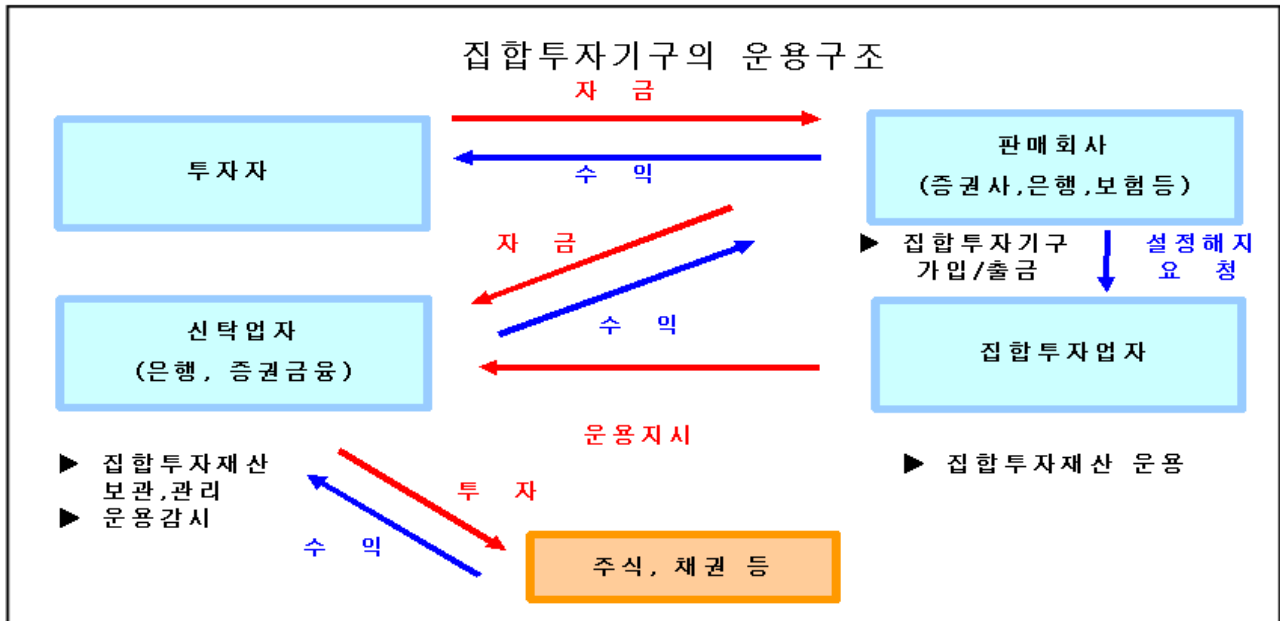 집합투자기구의 운용구조
자 금
투자자
수 익
판매회사
(증권사,은행,보험등)
자 금
▶ 집합투자기구
가입/출금
설정해지
요 청
신탁업자
(은행, 증권금융)
수 익
집합투자업자
운용지시
▶ 집합투자재산
보관,관리
▶ 운용감시
▶ 집합투자재산 운용
투 자
수 익
주식, 채권 등